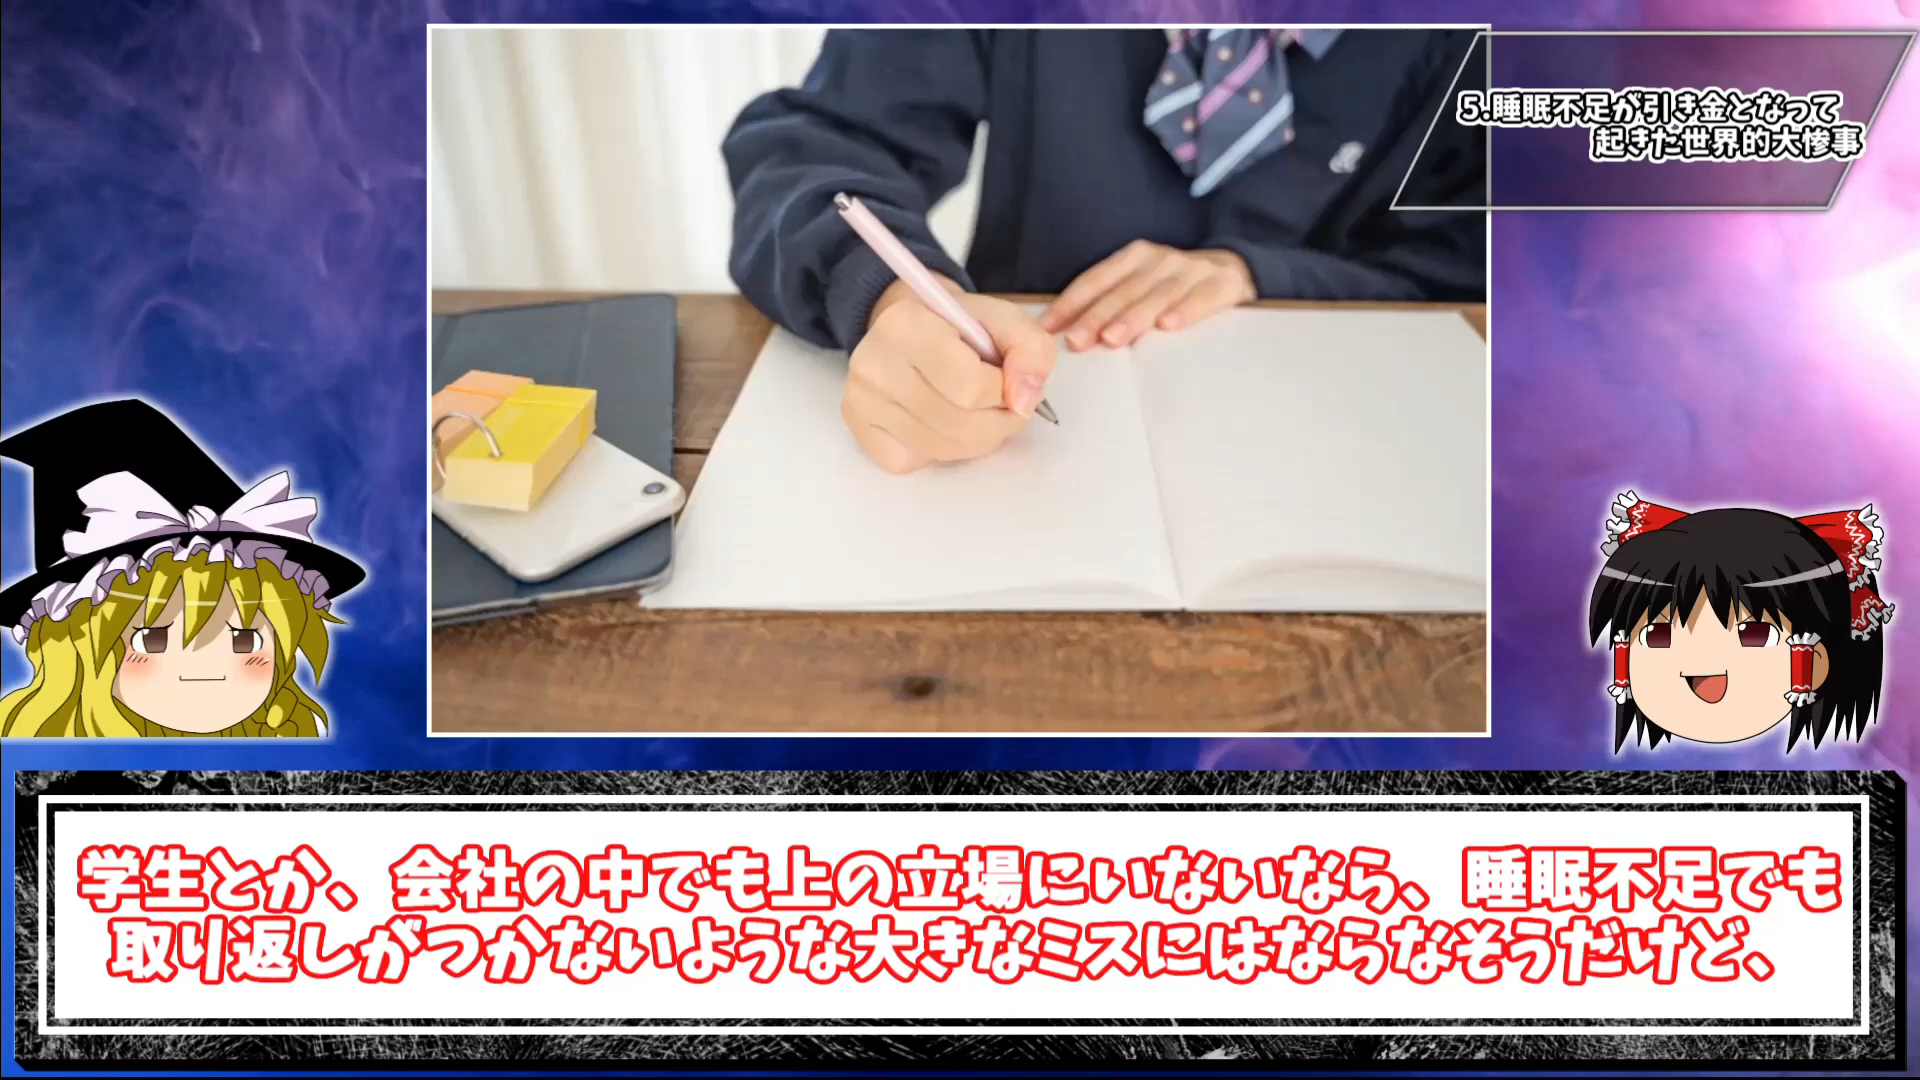 5.睡眠不足が引き金となって
起きた世界的大惨事
学生とか、会社の中でも上の立場にいないなら、睡眠不足でも
取り返しがつかないような大きなミスにはならなそうだけど、